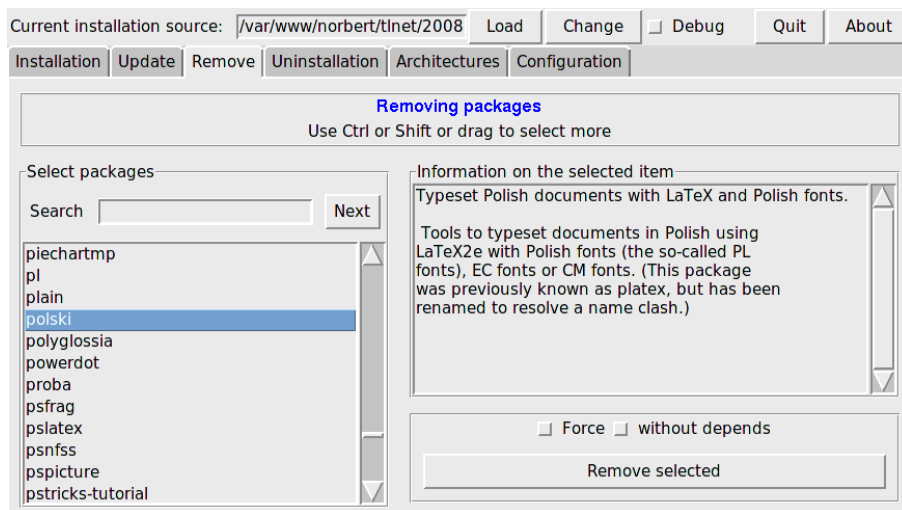 Current installation source: /var/www/norbert/tlnet/2008 Load Change Debug Quit About
Installation Update Remove Uninstallation Architectures Configuration
Removing packages
Use Ctrl or Shift or drag to select more
Select packages
Search Next
piechartmp
pl
plain
polski
polyglossia
powerdot
proba
psfrag
pslatex
psnfss
pspicture
pstricks-tutorial
Information on the selected item
Typeset Polish documents with LaTeX and Polish fonts.
Tools to typeset documents in Polish using
LaTeX2e with Polish fonts (the so-called PL
fonts), EC fonts or CM fonts. (This package
was previously known as platex, but has been
renamed to resolve a name clash.)
Force without depends
Remove selected